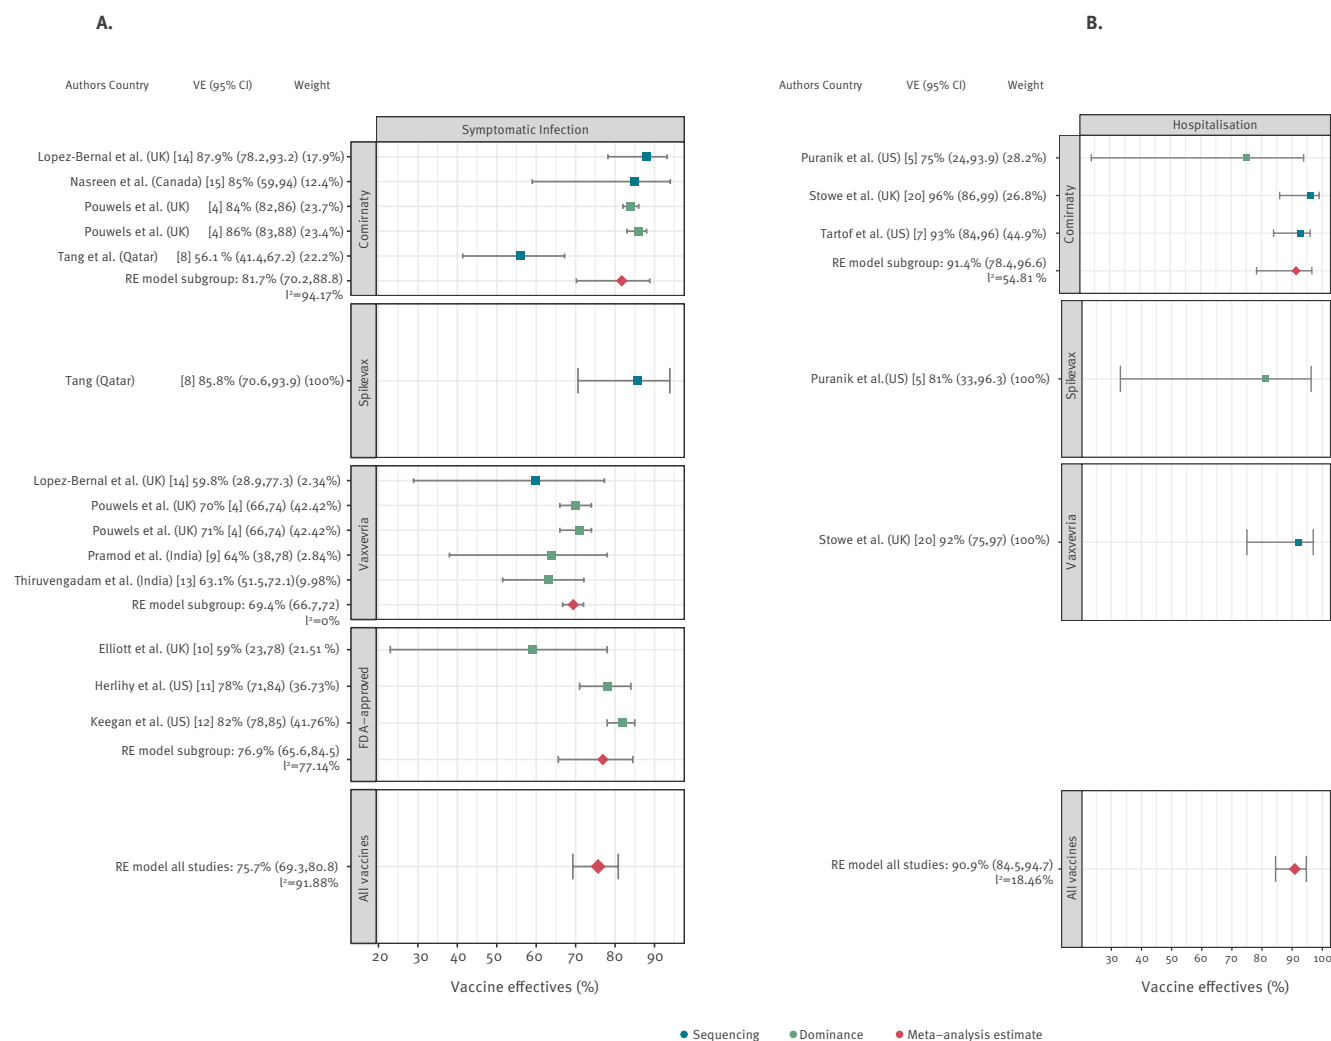 A.
Authors Country VE (95% CI) Weight
Symptomatic Infection
Comirnaty
Lopez-Bernal et al. (UK) [14] 87.9% (78.2,93.2) (17.9%)
Nasreen et al. (Canada) [15] 85% (59,94) (12.4%)
Pouwels et al. (UK) [4] 84% (82,86) (23.7%)
Pouwels et al. (UK) [4] 86% (83,88) (23.4%)
Tang et al. (Qatar) [8] 56.1 % (41.4,67.2) (22.2%)
RE model subgroup: 81.7% (70.2,88.8)
I²=94.17%
Spikevax
Tang (Qatar) [8] 85.8% (70.6,93.9) (100%)
Vaxvevria
Lopez-Bernal et al. (UK) [14] 59.8% (28.9,77.3) (2.34%)
Pouwels et al. (UK) 70% [4] (66,74) (42.42%)
Pouwels et al. (UK) 71% [4] (66,74) (42.42%)
Pramod et al. (India) [9] 64% (38,78) (2.84%)
Thiruvengadam et al. (India) [13] 63.1% (51.5,72.1)(9.98%)
RE model subgroup: 69.4% (66.7,72)
I²=0%
FDA–approved
Elliott et al. (UK) [10] 59% (23,78) (21.51 %)
Herlihy et al. (US) [11] 78% (71,84) (36.73%)
Keegan et al. (US) [12] 82% (78,85) (41.76%)
RE model subgroup: 76.9% (65.6,84.5)
I²=77.14%
All vaccines
RE model all studies: 75.7% (69.3,80.8)
I²=91.88%
20 30 40 50 60 70 80 90
Vaccine effectives (%)
B.
Authors Country VE (95% CI) Weight
Hospitalisation
Comirnaty
Puranik et al. (US) [5] 75% (24,93.9) (28.2%)
Stowe et al. (UK) [20] 96% (86,99) (26.8%)
Tartof et al. (US) [7] 93% (84,96) (44.9%)
RE model subgroup: 91.4% (78.4,96.6)
I²=54.81 %
Spikevax
Puranik et al.(US) [5] 81% (33,96.3) (100%)
Vaxvevria
Stowe et al. (UK) [20] 92% (75,97) (100%)
All vaccines
RE model all studies: 90.9% (84.5,94.7)
I²=18.46%
30 40 50 60 70 80 90 100
Vaccine effectives (%)
Sequencing Dominance Meta–analysis estimate